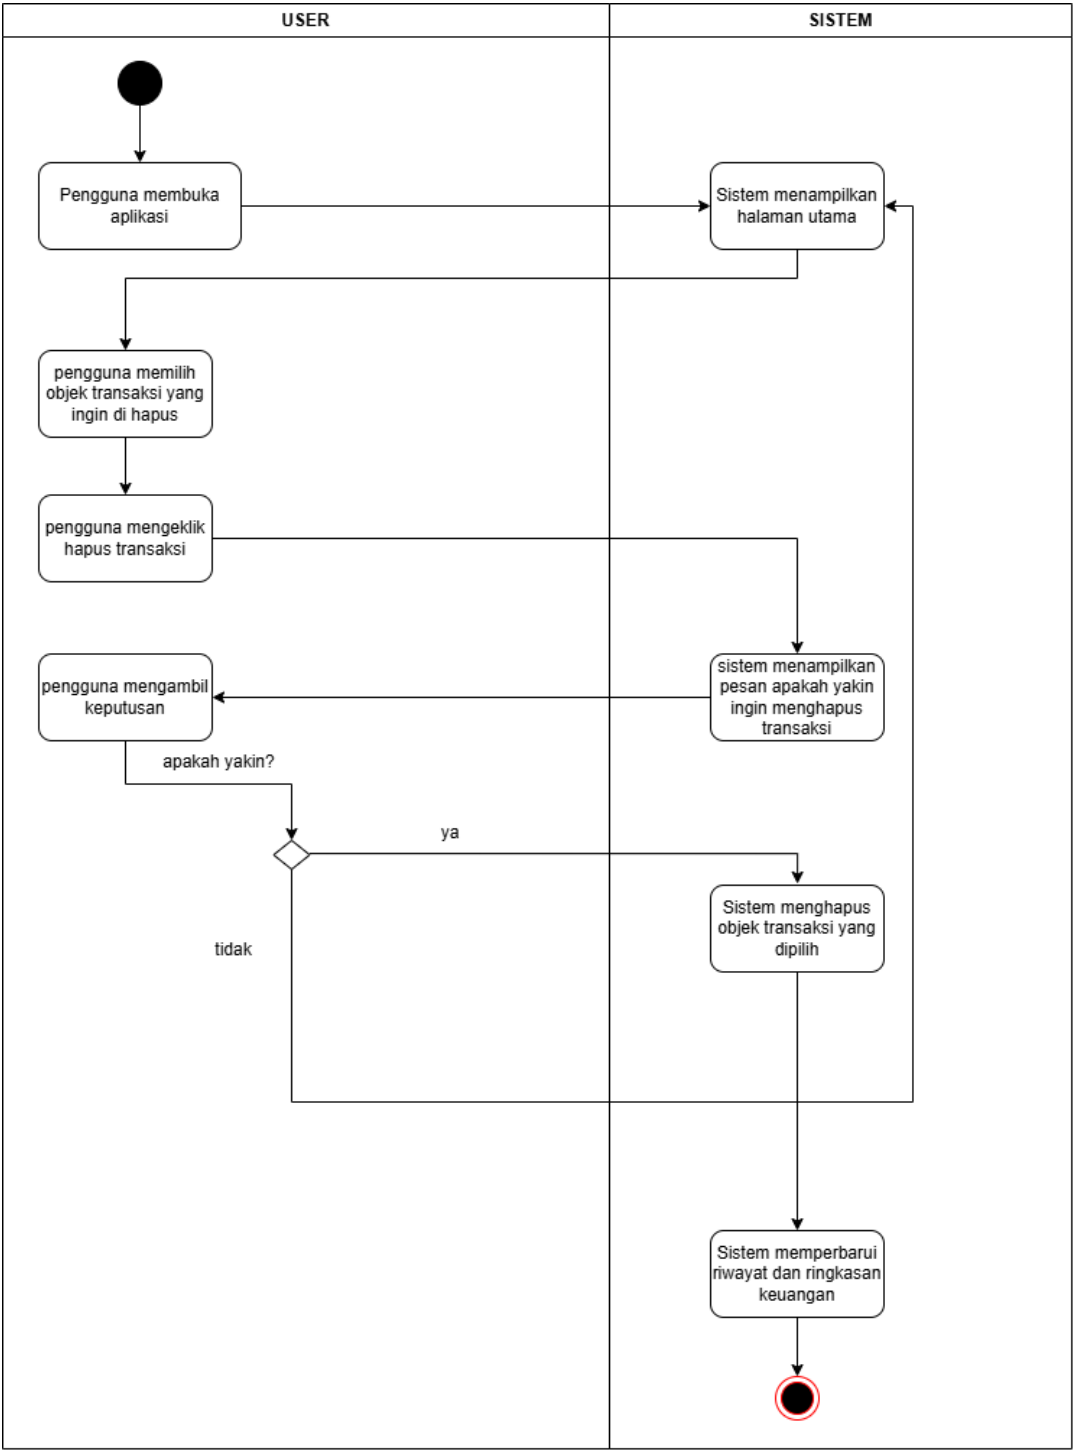 USER
SISTEM
Pengguna membuka
aplikasi
Sistem menampilkan
halaman utama
pengguna memilih
objek transaksi yang
ingin di hapus
pengguna mengeklik
hapus transaksi
sistem menampilkan
pesan apakah yakin
ingin menghapus
transaksi
pengguna mengambil
keputusan
apakah yakin?
ya
Sistem menghapus
objek transaksi yang
dipilih
tidak
Sistem memperbarui
riwayat dan ringkasan
keuangan